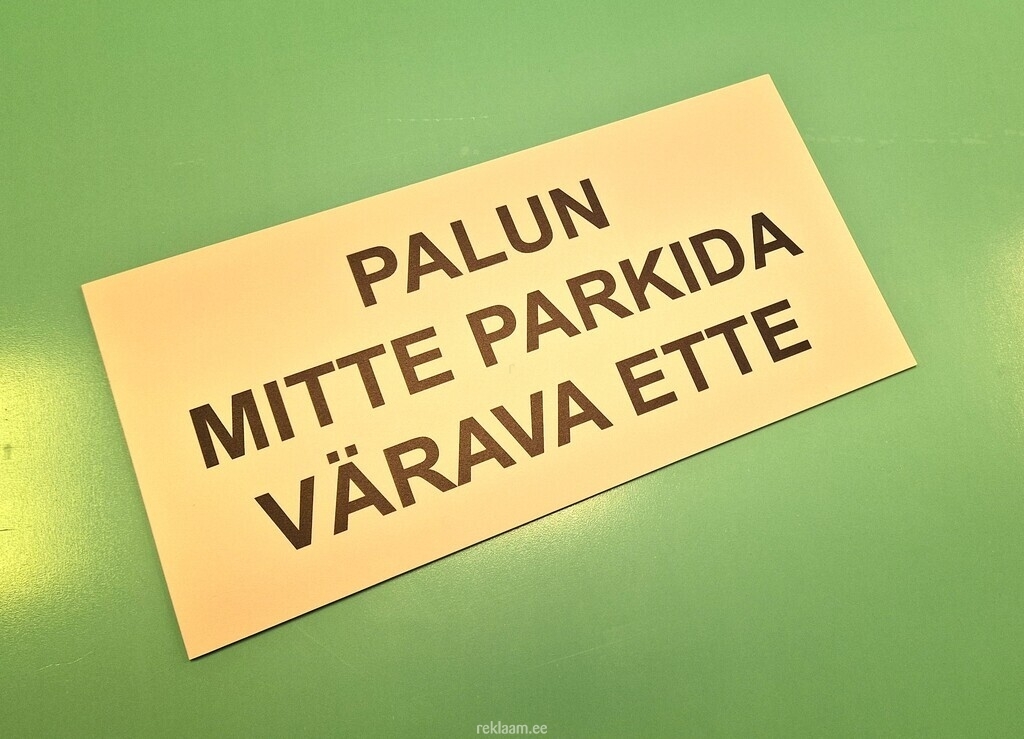 PALUN
MITTE PARKIDA
VÄRAVA ETTE
reklaam.ee